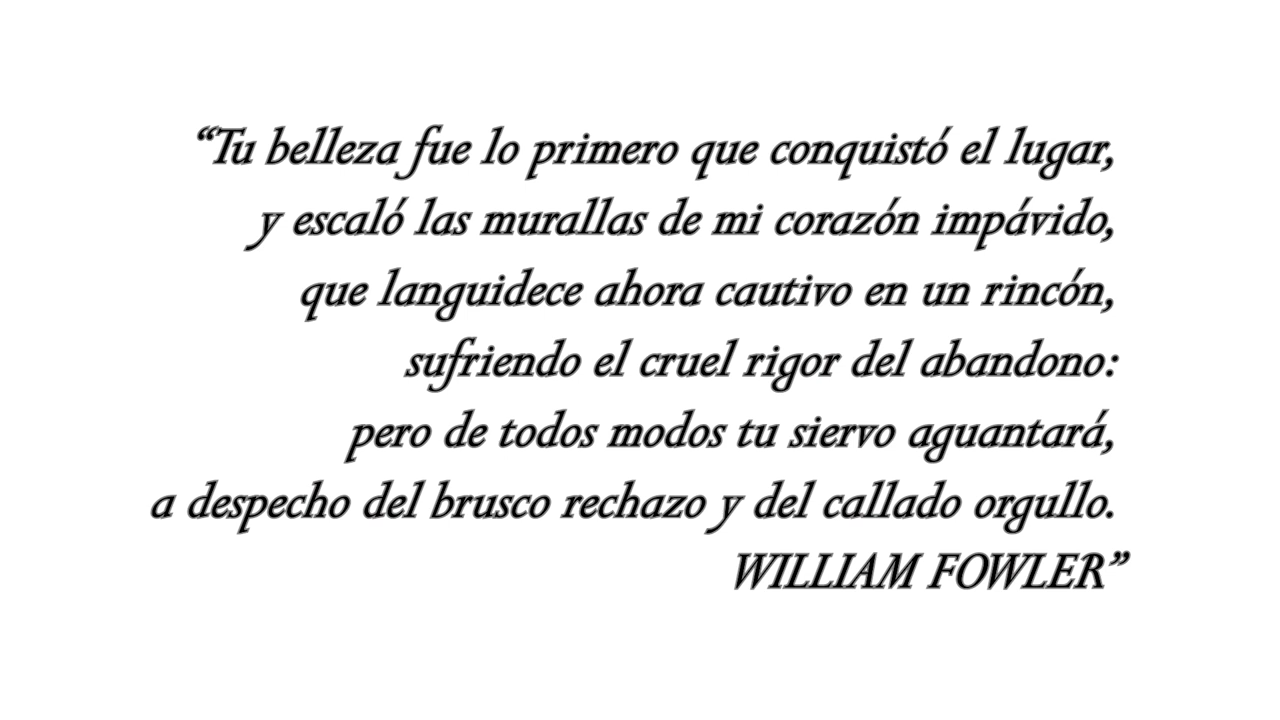 “Tu belleza fue lo primero que conquistó el lugar,
y escaló las murallas de mi corazón impávido,
que languidece ahora cautivo en un rincón,
sufriendo el cruel rigor del abandono:
pero de todos modos tu siervo aguantará,
a despecho del brusco rechazo y del callado orgullo.
WILLIAM FOWLER”